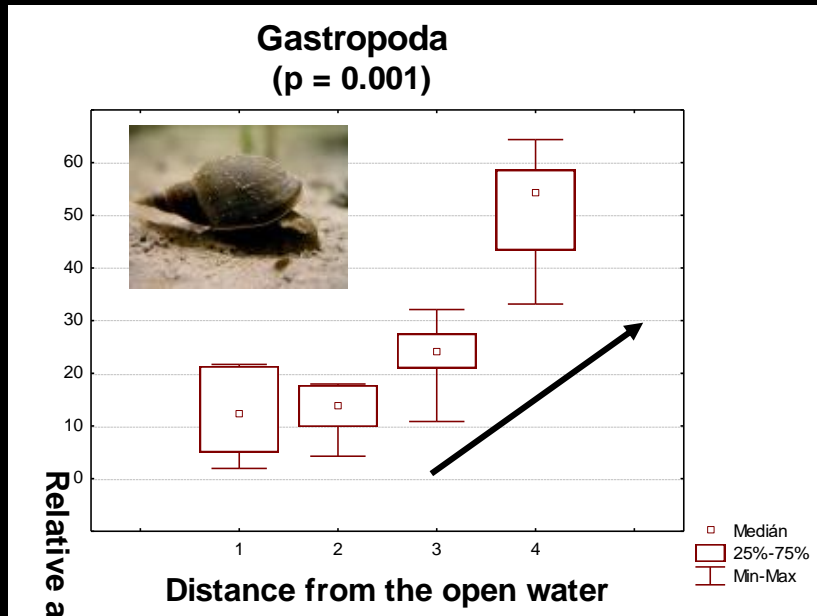 Gastropoda
(p = 0.001)
60
50
40
30
20
10
0
Relative a
1 2 3 4
Distance from the open water
Medián
25%-75%
Min-Max